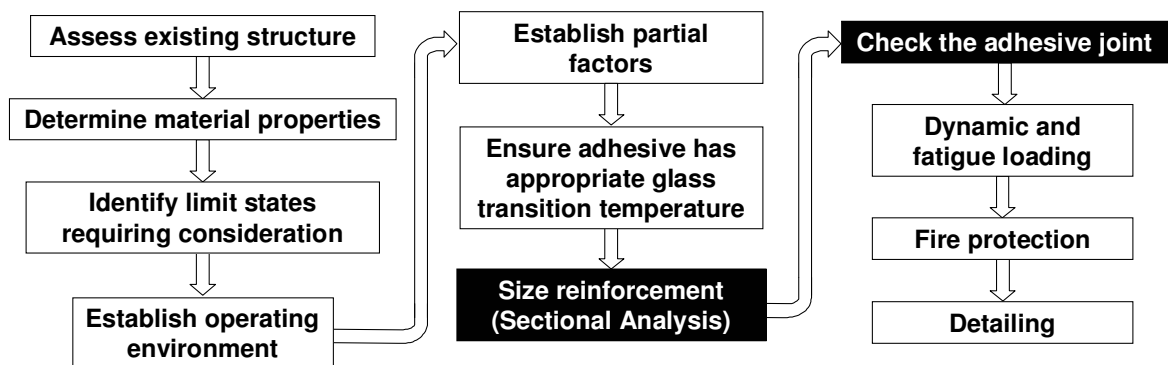 Assess existing structure
Determine material properties
Identify limit states
requiring consideration
Establish operating
environment
Establish partial
factors
Ensure adhesive has
appropriate glass
transition temperature
Size reinforcement
(Sectional Analysis)
Check the adhesive joint
Dynamic and
fatigue loading
Fire protection
Detailing